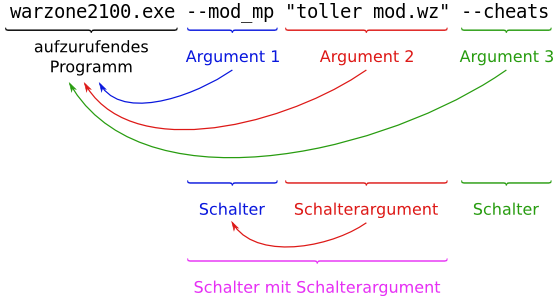 warzone2100.exe --mod_mp "toller mod.wz" --cheats
aufzurufendes
Programm
Argument 1
Argument 2
Argument 3
Schalter
Schalterargument
Schalter
Schalter mit Schalterargument